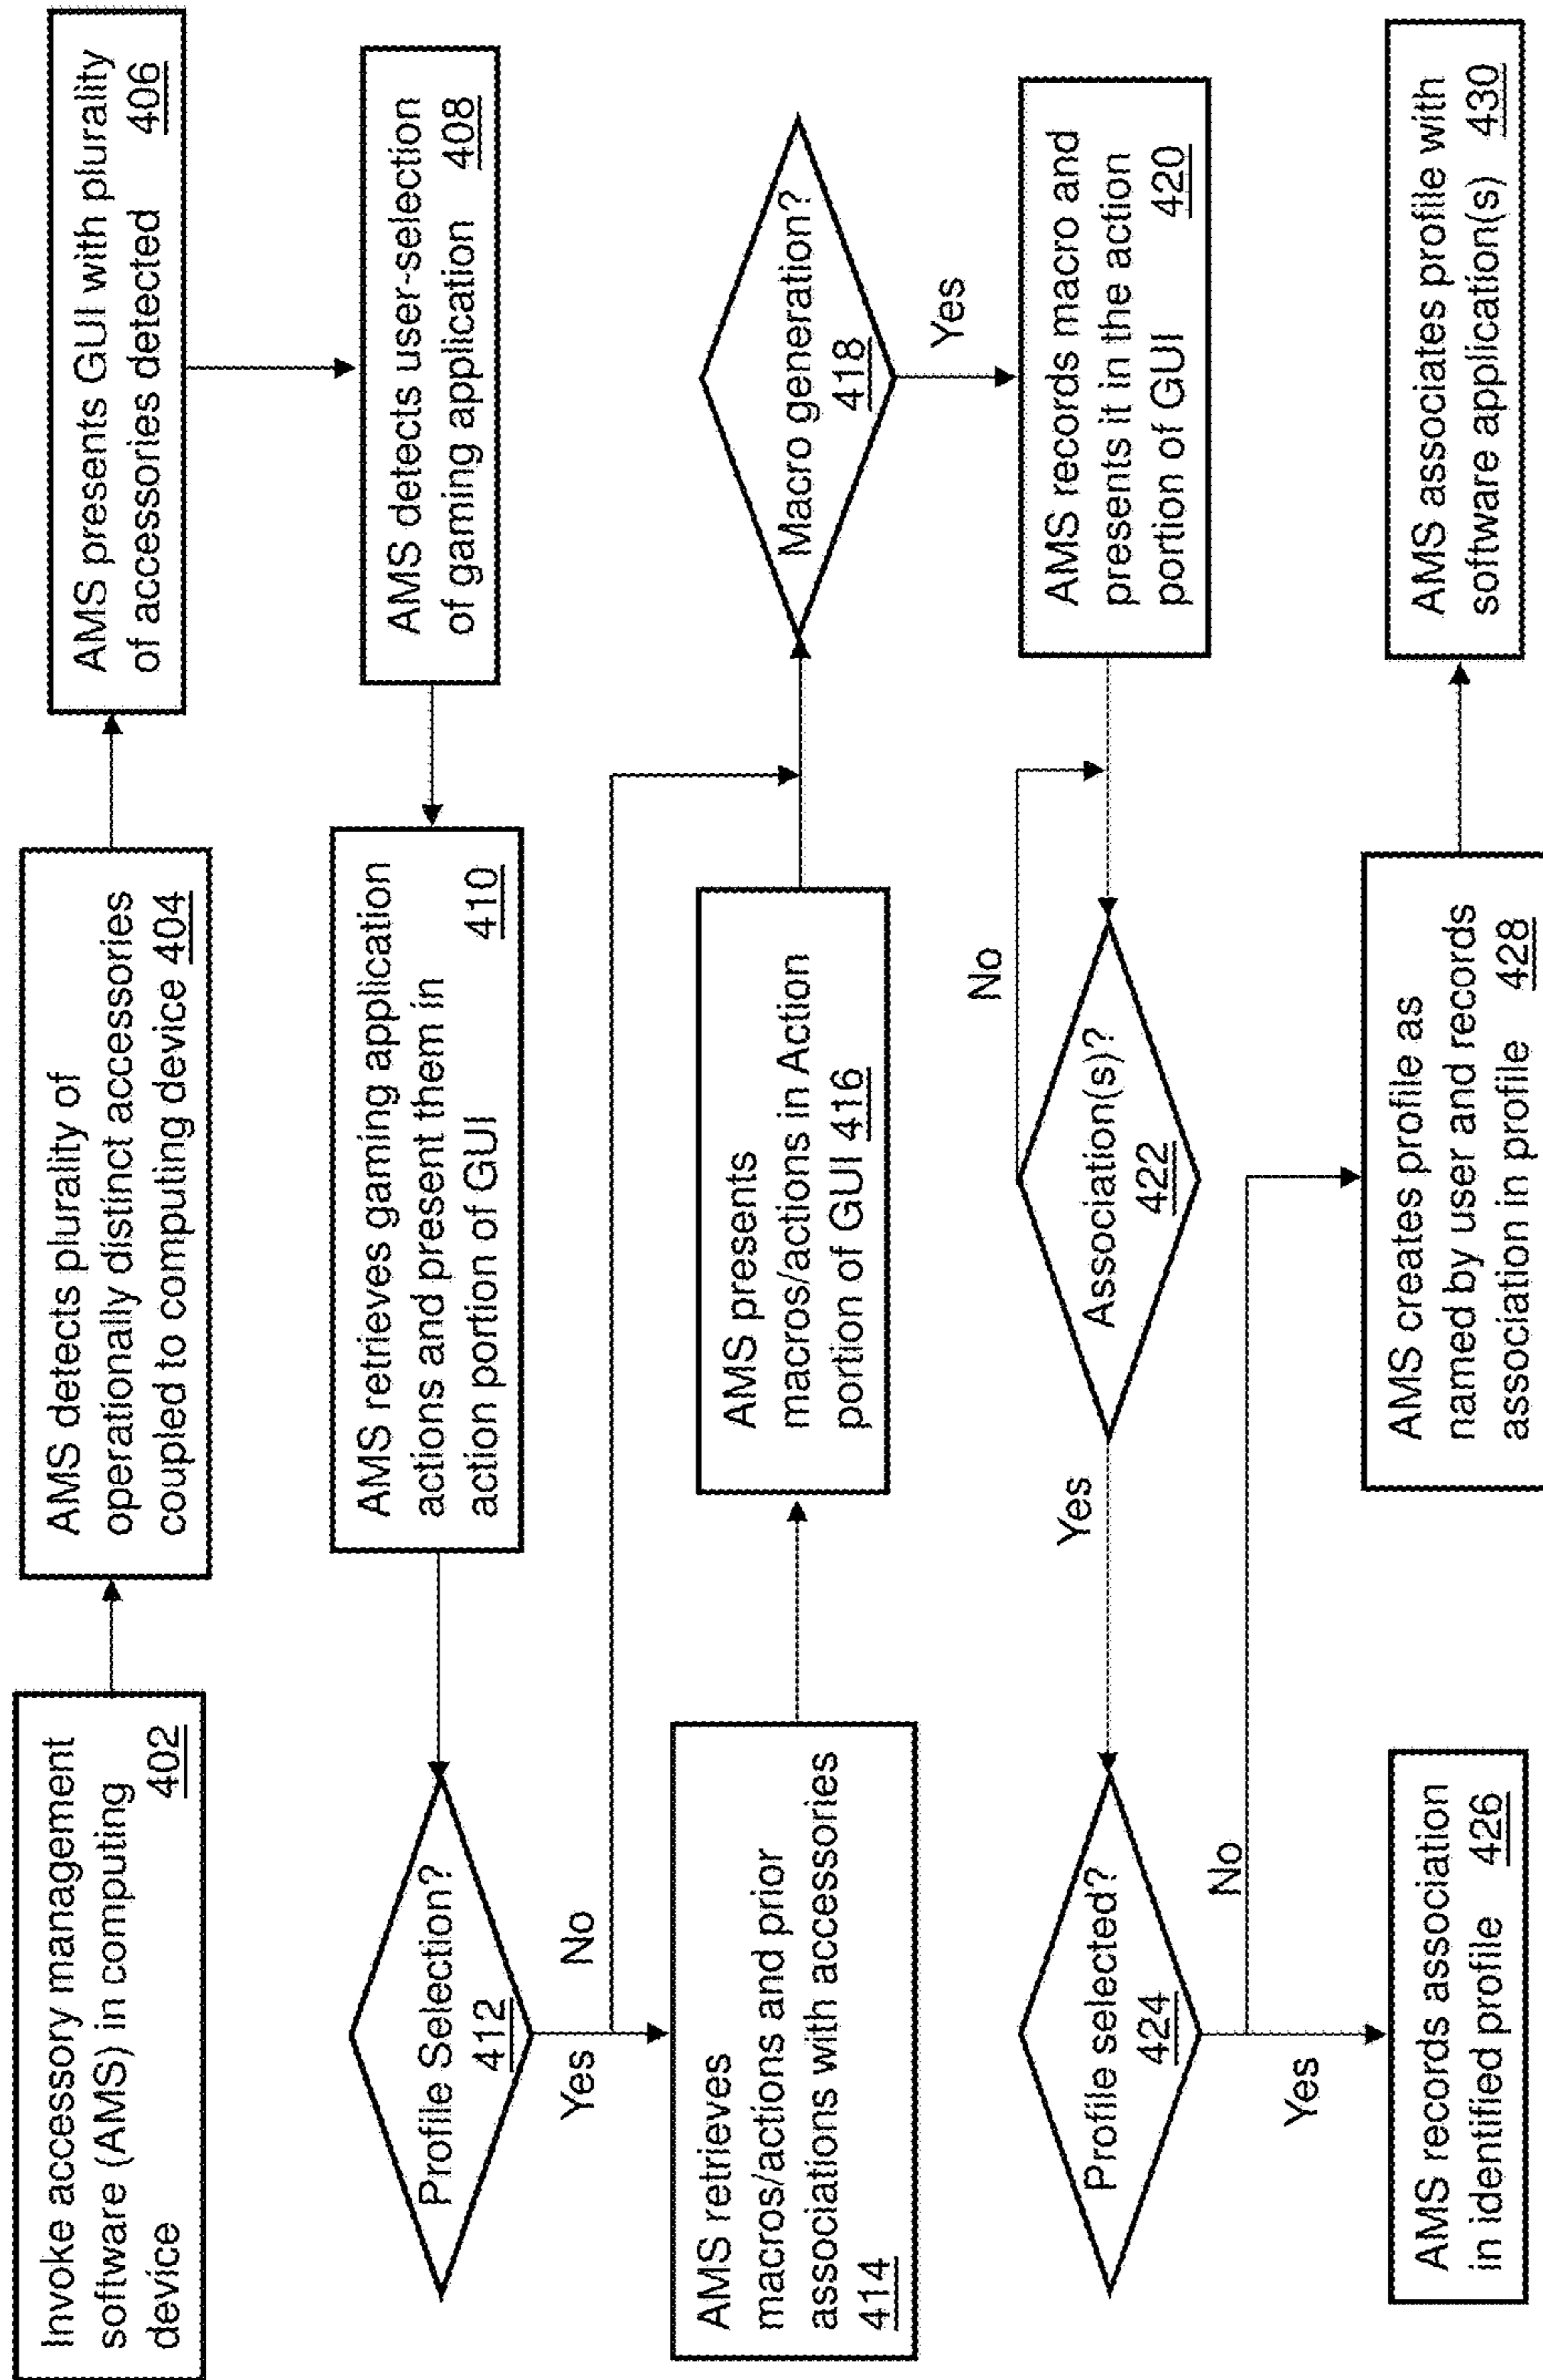 Invoke accessory management
software (AMS) in computing
device 402
AMS detects plurality of
operationally distinct accessories
coupled to computing device 404
AMS presents GUI with plurality
of accessories detected 406
AMS detects user-selection
of gaming application 408
AMS retrieves gaming application
actions and present them in
action portion of GUI 410
Profile Selection?
412
Yes
No
AMS retrieves
macros/actions and prior
associations with accessories
414
AMS presents
macros/actions in Action
portion of GUI 416
Macro generation?
418
Yes
AMS records macro and
presents it in the action
portion of GUI 420
Association(s)?
422
No
Yes
Profile selected?
424
Yes
No
AMS records association
in identified profile 426
AMS creates profile as
named by user and records
association in profile 428
AMS associates profile with
software application(s) 430